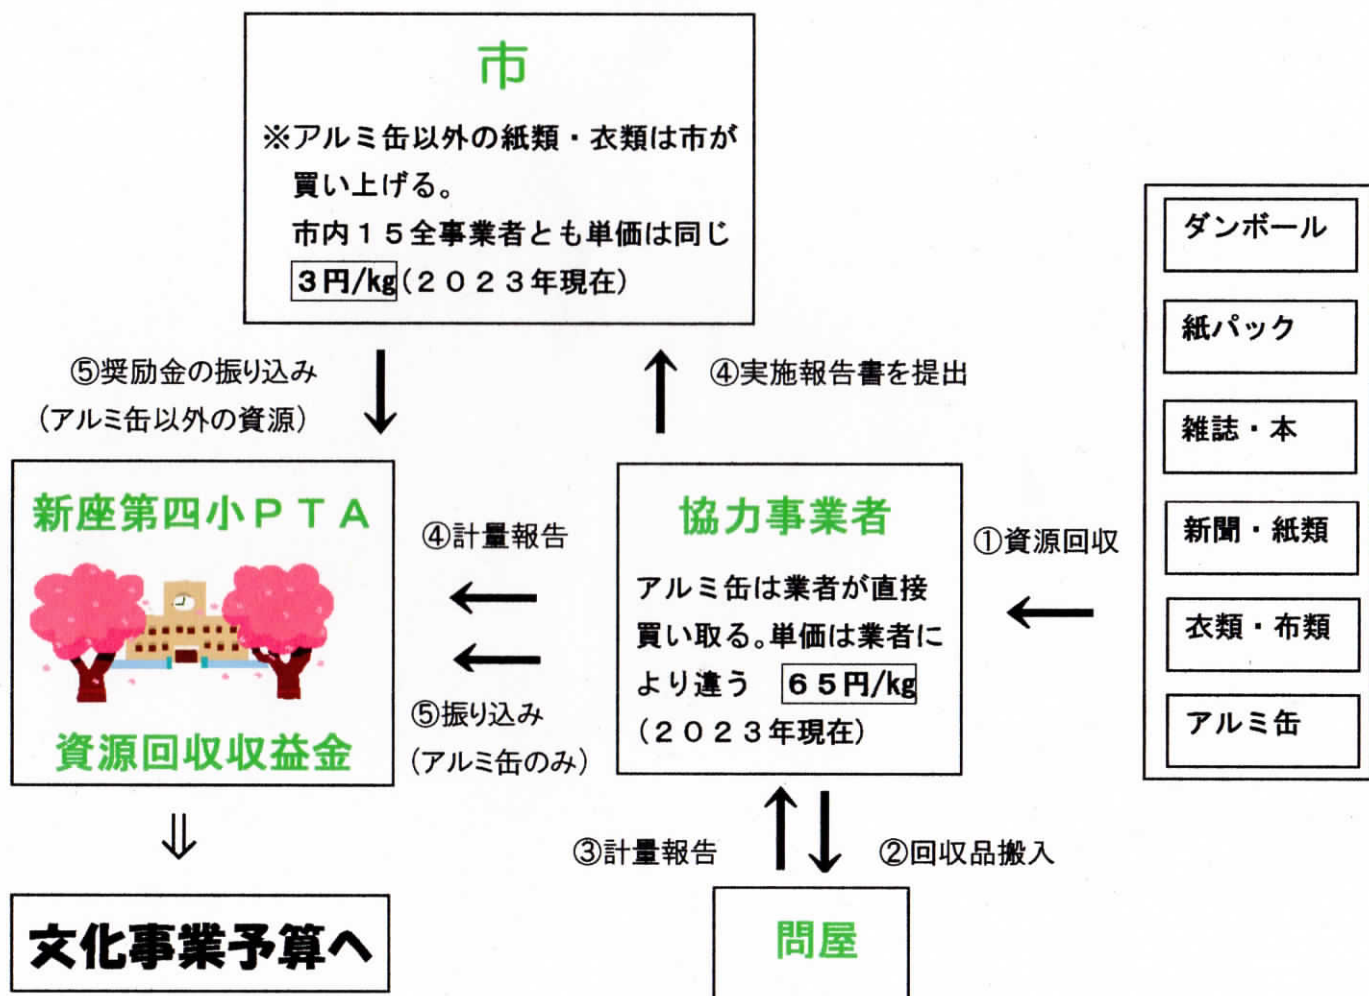 市
※アルミ缶以外の紙類・衣類は市が
買い上げる。
市内１５全事業者とも単価は同じ
３円/kg(２０２３年現在)
⑤奨励金の振り込み
(アルミ缶以外の資源)
④実施報告書を提出
新座第四小ＰＴＡ
資源回収収益金
④計量報告
⑤振り込み
(アルミ缶のみ)
協力事業者
アルミ缶は業者が直接
買い取る。単価は業者に
より違う　６５円/kg
(２０２３年現在)
①資源回収
ダンボール
紙パック
雑誌・本
新聞・紙類
衣類・布類
アルミ缶
③計量報告
②回収品搬入
⇓
文化事業予算へ
問屋